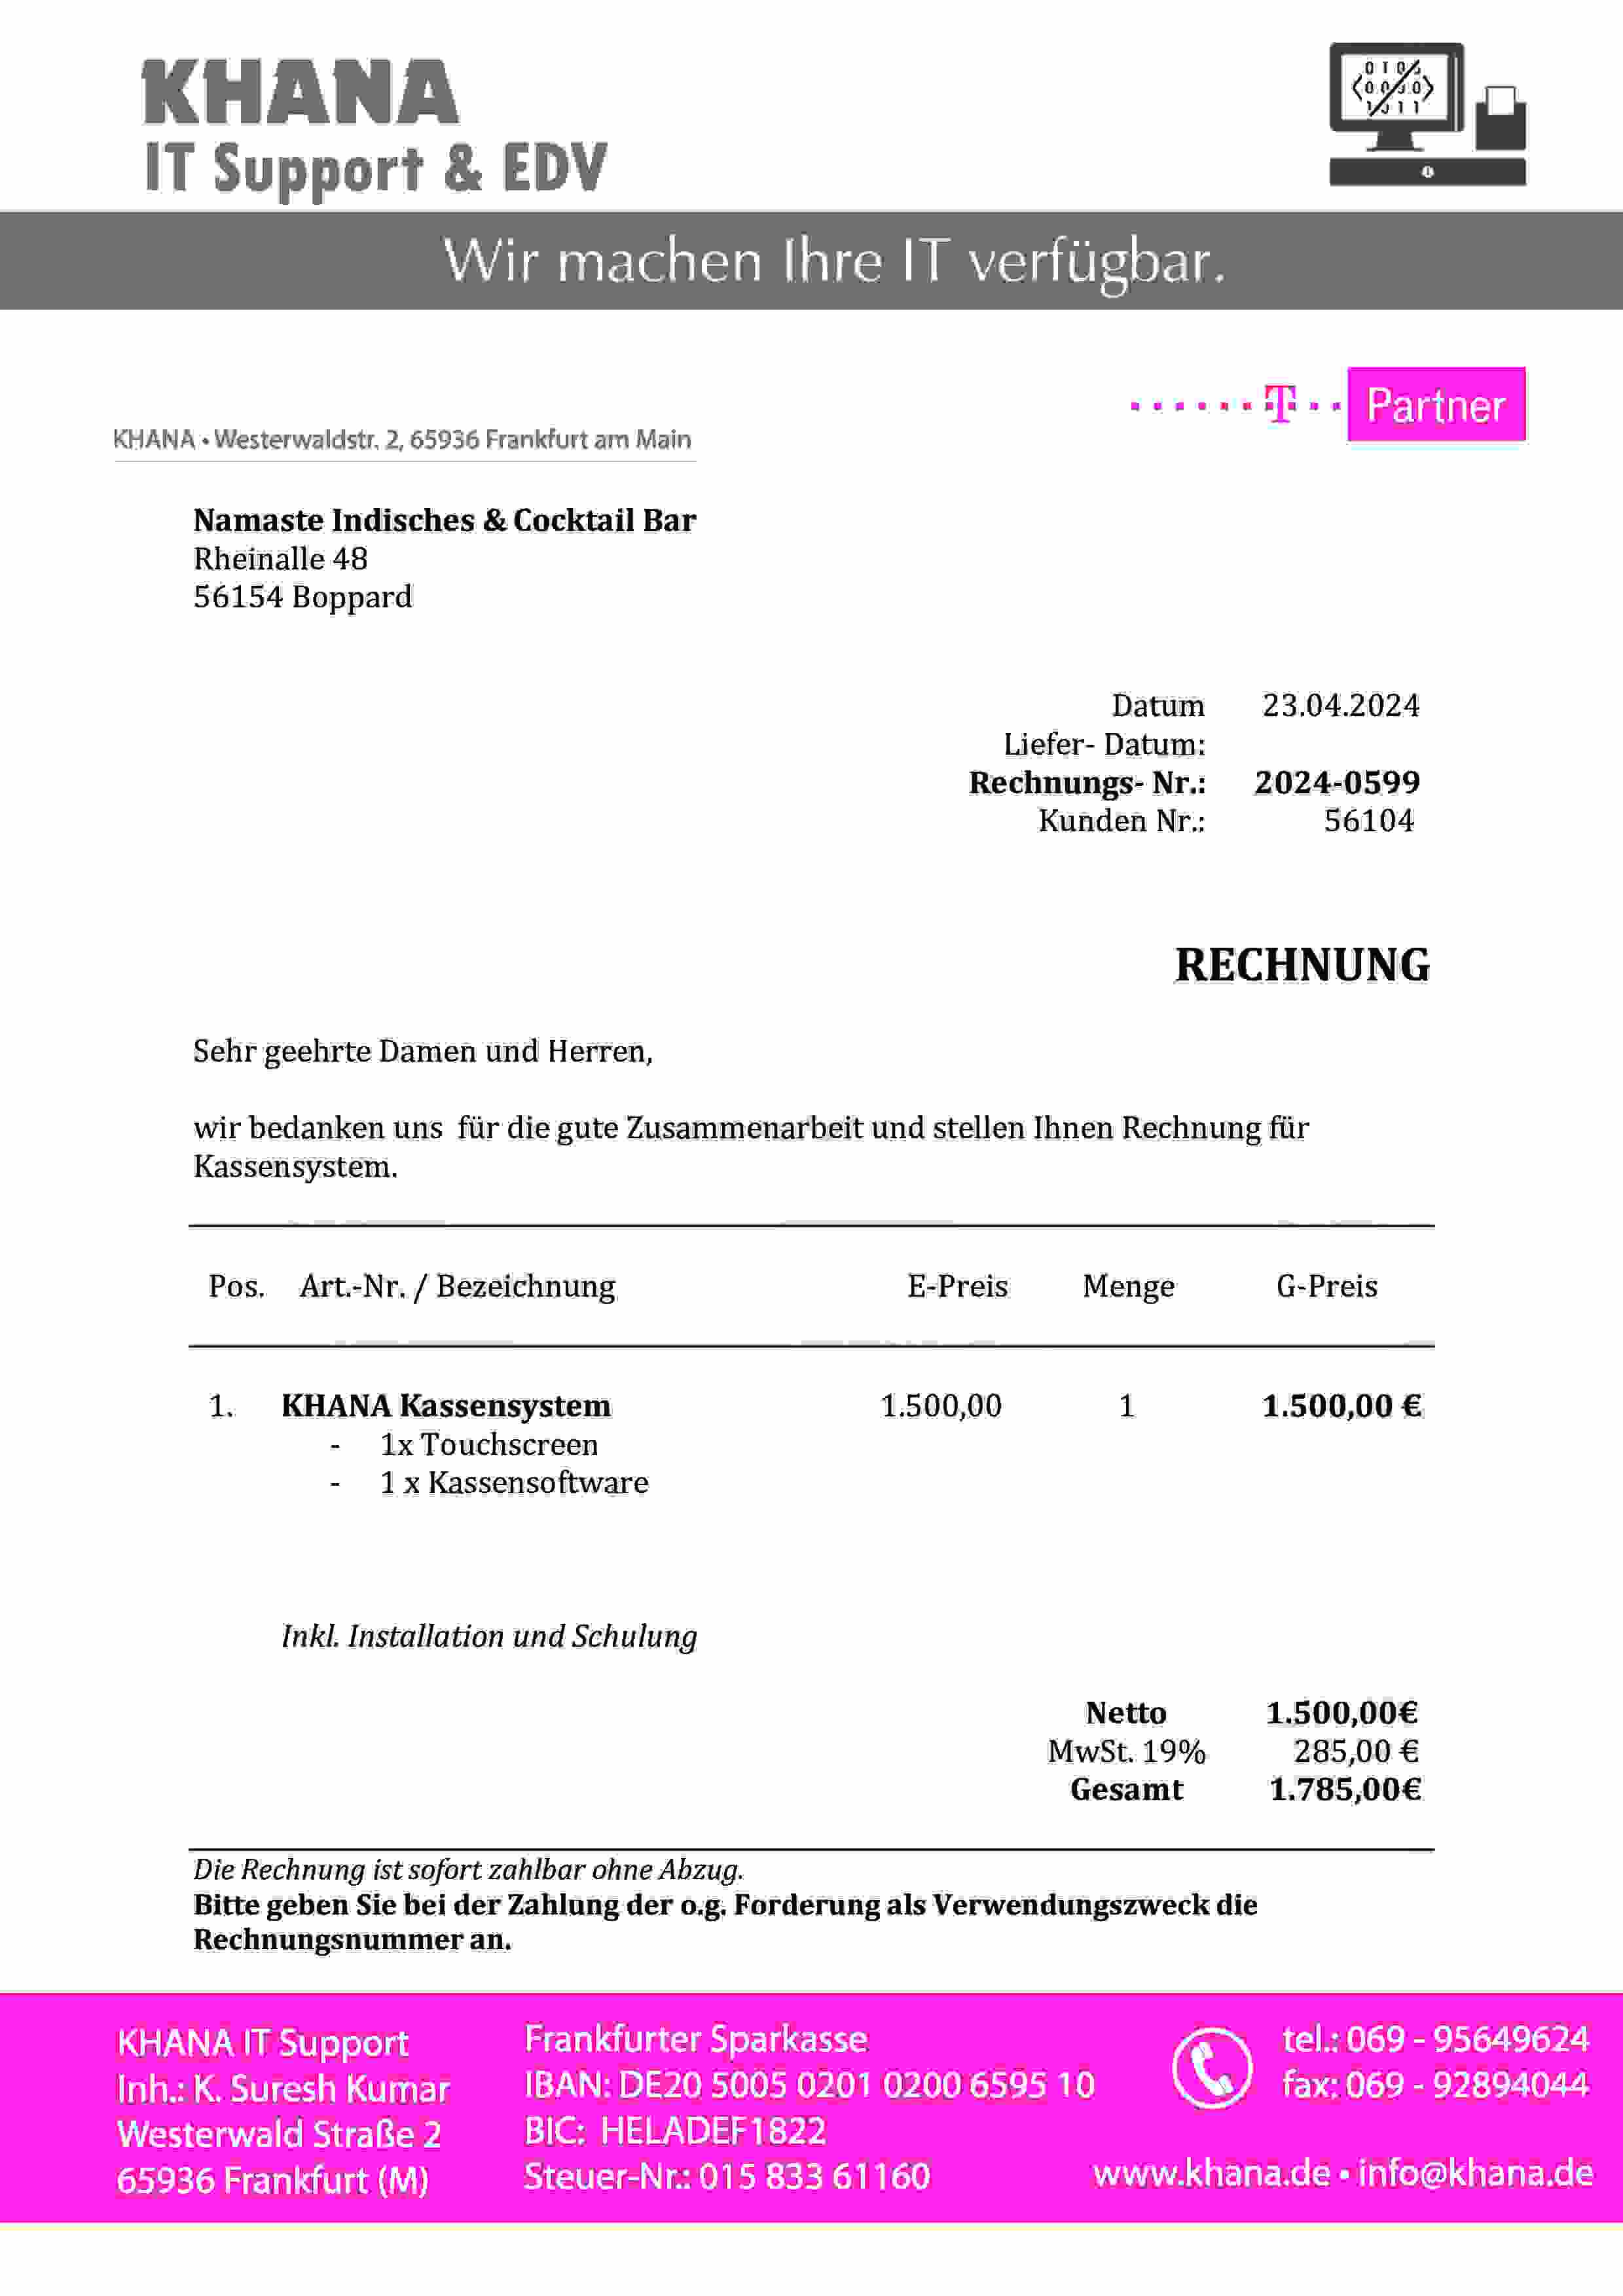 KHANA
IT Support & EDV
Wir machen Ihre IT verfügbar.
T Partner
KHANA • Westerwaldstr. 2, 65936 Frankfurt am Main
Namaste Indisches & Cocktail Bar
Rheinalle 48
56154 Boppard
Datum 23.04.2024
Liefer- Datum:
Rechnungs- Nr.: 2024-0599
Kunden Nr.: 56104
RECHNUNG
Sehr geehrte Damen und Herren,
wir bedanken uns für die gute Zusammenarbeit und stellen Ihnen Rechnung für
Kassensystem.
Pos. Art.-Nr. / Bezeichnung E-Preis Menge G-Preis
1. KHANA Kassensystem 1.500,00 1 1.500,00 €
- 1x Touchscreen
- 1 x Kassensoftware
Inkl. Installation und Schulung
Netto 1.500,00€
MwSt. 19% 285,00 €
Gesamt 1.785,00€
Die Rechnung ist sofort zahlbar ohne Abzug.
Bitte geben Sie bei der Zahlung der o.g. Forderung als Verwendungszweck die
Rechnungsnummer an.
KHANA IT Support
Inh.: K. Suresh Kumar
Westerwald Straße 2
65936 Frankfurt (M)
Frankfurter Sparkasse
IBAN: DE20 5005 0201 0200 6595 10
BIC: HELADEF1822
Steuer-Nr.: 015 833 61160
tel.: 069 - 95649624
fax: 069 - 92894044
www.khana.de • info@khana.de